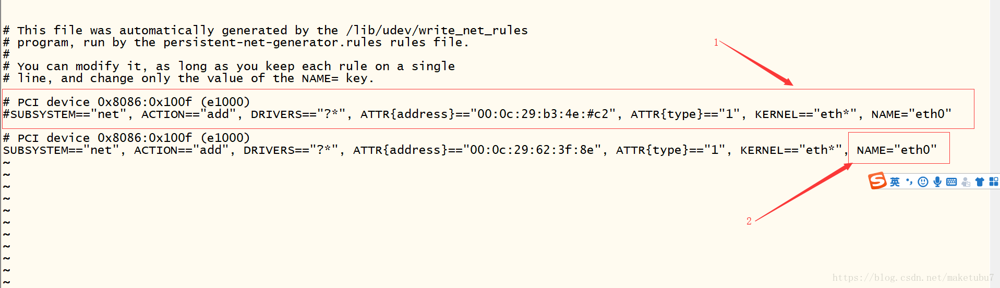 # This file was automatically generated by the /lib/udev/write_net_rules
# program, run by the persistent-net-generator.rules rules file.
#
# You can modify it, as long as you keep each rule on a single
# line, and change only the value of the NAME= key.
1
# PCI device 0x8086:0x100f (e1000)
#SUBSYSTEM=="net", ACTION=="add", DRIVERS=="?*", ATTR{address}=="00:0c:29:b3:4e:#c2", ATTR{type}=="1", KERNEL=="eth*", NAME="eth0"
# PCI device 0x8086:0x100f (e1000)
SUBSYSTEM=="net", ACTION=="add", DRIVERS=="?*", ATTR{address}=="00:0c:29:62:3f:8e", ATTR{type}=="1", KERNEL=="eth*", NAME="eth0"
~
~
S 英
~
~
~
2
~
~
~
~
~
https://blog.csdn.net/maketubu7
~